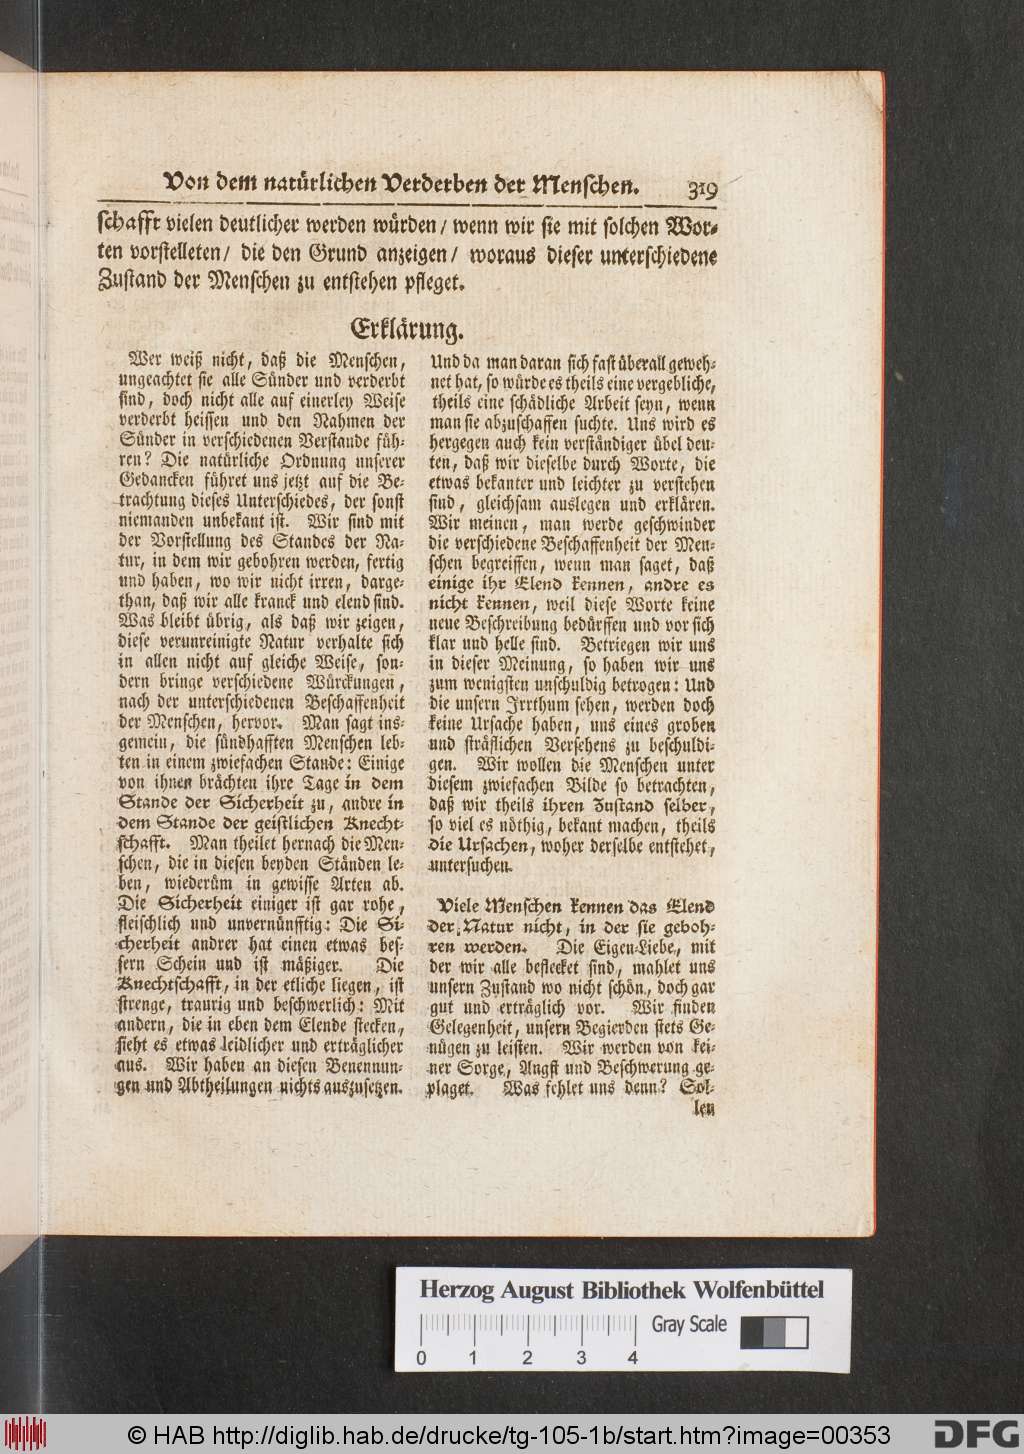 Von dem natürlichen Verderben der Menschen. 319
schafft vielen deutlicher werden würden / wenn wir sie mit solchen Wor-
ten vorstelleten / die den Grund anzeigen / woraus dieser unterschiedene
Zustand der Menschen zu entstehen pfleget.
Erklärung.
Wer weiß nicht, daß die Menschen,
ungeachtet sie alle Sünder und verderbt
sind, doch nicht alle auf einerley Weise
verderbt heissen und den Nahmen der
Sünder in verschiedenen Verstande füh-
ren? Die natürliche Ordnung unserer
Gedancken führet uns jetzt auf die Be-
trachtung dieses Unterschiedes, der sonst
niemanden unbekant ist. Wir sind mit
der Vorstellung des Standes der Na-
tur, in dem wir gebohren werden, fertig
und haben, wo wir nicht irren, darge-
than, daß wir alle kranck und elend sind.
Was bleibt übrig, als daß wir zeigen,
diese verunreinigte Natur verhalte sich
in allen nicht auf gleiche Weise, son-
dern bringe verschiedene Würckungen,
nach der unterschiedenen Beschaffenheit
der Menschen, hervor. Man sagt ins-
gemein, die sündhafften Menschen leb-
ten in einem zwiefachen Stande: Einige
von ihnen brächten ihre Tage in dem
Stande der Sicherheit zu, andre in
dem Stande der geistlichen Knecht-
schafft. Man theilet hernach die Men-
schen, die in diesen beyden Ständen le-
ben, wiederüm in gewisse Arten ab.
Die Sicherheit einiger ist gar rohe,
fleischlich und unvernünfftig: Die Si-
cherheit andrer hat einen etwas bes-
sern Schein und ist mäßiger. Die
Knechtschafft, in der etliche liegen, ist
strenge, traurig und beschwerlich: Mit
andern, die in eben dem Elende stecken,
sieht es etwas leidlicher und erträglicher
aus. Wir haben an diesen Benennun-
gen und Abtheilungen nichts auszusetzen.
Und da man daran sich fast überall geweh-
net hat, so würde es theils eine vergebliche,
theils eine schädliche Arbeit seyn, wenn
man sie abzuschaffen suchte. Uns wird es
hergegen auch kein verständiger übel deu-
ten, daß wir dieselbe durch Worte, die
etwas bekanter und leichter zu verstehen
sind, gleichsam auslegen und erklären.
Wir meinen, man werde geschwinder
die verschiedene Beschaffenheit der Men-
schen begreiffen, wenn man saget, daß
einige ihr Elend kennen, andre es
nicht kennen, weil diese Worte keine
neue Beschreibung bedürffen und vor sich
klar und helle sind. Betriegen wir uns
in dieser Meinung, so haben wir uns
zum wenigsten unschuldig betrogen: Und
die unsern Irrthum sehen, werden doch
keine Ursache haben, uns eines groben
und sträflichen Versehens zu beschuldi-
gen. Wir wollen die Menschen unter
diesem zwiefachen Bilde so betrachten,
daß wir theils ihren Zustand selber,
so viel es nöthig, bekant machen, theils
die Ursachen, woher derselbe entstehet,
untersuchen.
Viele Menschen kennen das Elend
der Natur nicht, in der sie geboh-
ren werden. Die Eigen-Liebe, mit
der wir alle beflecket sind, mahlet uns
unsern Zustand wo nicht schön, doch gar
gut und erträglich vor. Wir finden
Gelegenheit, unsern Begierden stets Ge-
nügen zu leisten. Wir werden von kei-
ner Sorge, Angst und Beschwerung ge-
plaget. Was fehlet uns denn? Sol-
len
Herzog August Bibliothek Wolfenbüttel
Gray Scale
0 1 2 3 4
© HAB http://diglib.hab.de/drucke/tg-105-1b/start.htm?image=00353
DFG